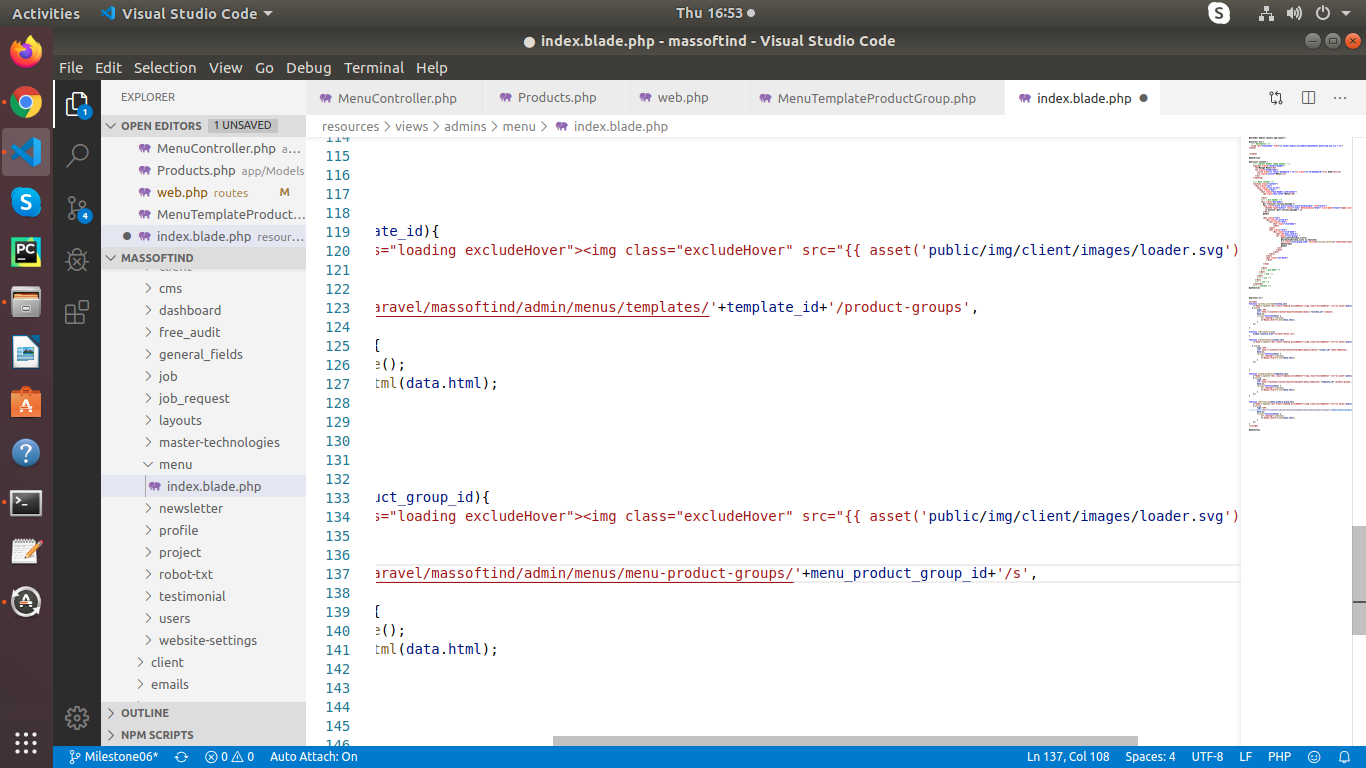 Activities Visual Studio Code Thu 16:53
index.blade.php - massoftind - Visual Studio Code
File Edit Selection View Go Debug Terminal Help
EXPLORER
MenuController.php Products.php web.php MenuTemplateProductGroup.php index.blade.php
resources > views > admins > menu > index.blade.php
OPEN EDITORS 1 UNSAVED
MenuController.php a...
Products.php app/Models
web.php routes M
MenuTemplateProduct...
index.blade.php resour...
MASSOFTIND
client
cms
dashboard
free_audit
general_fields
job
job_request
layouts
master-technologies
menu
index.blade.php
newsletter
profile
project
robot-txt
testimonial
users
website-settings
client
emails
OUTLINE
NPM SCRIPTS
1
4
114
115
116
117
118
119 ate_id){
120 s="loading excludeHover"><img class="excludeHover" src="{{ asset('public/img/client/images/loader.svg')
121
122
123 aravel/massoftind/admin/menus/templates/'+template_id+'/product-groups',
124
125 {
126 e();
127 tml(data.html);
128
129
130
131
132
133 uct_group_id){
134 s="loading excludeHover"><img class="excludeHover" src="{{ asset('public/img/client/images/loader.svg')
135
136
137 aravel/massoftind/admin/menus/menu-product-groups/'+menu_product_group_id+'/s',
138
139 {
140 e();
141 tml(data.html);
142
143
144
145
146
Milestone06* 0 0 Auto Attach: On Ln 137, Col 108 Spaces: 4 UTF-8 LF PHP